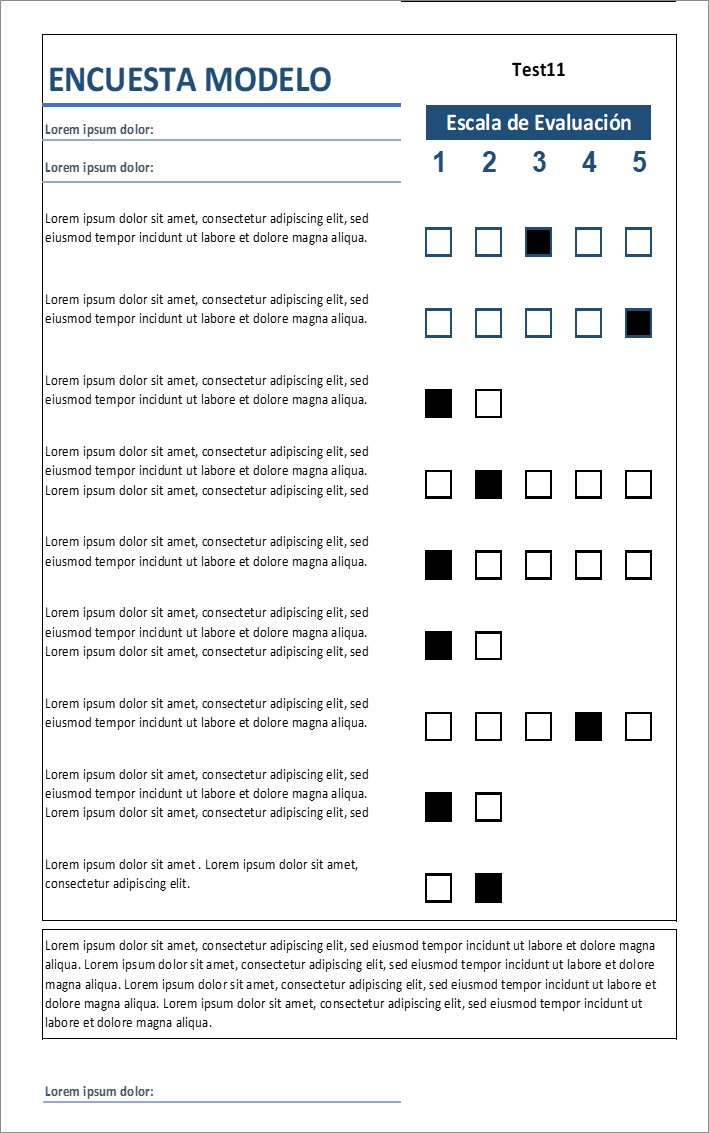 ENCUESTA MODELO
Test11
Lorem ipsum dolor:
Escala de Evaluación
Lorem ipsum dolor:
1 2 3 4 5
Lorem ipsum dolor sit amet, consectetur adipiscing elit, sed
eiusmod tempor incidunt ut labore et dolore magna aliqua.
Lorem ipsum dolor sit amet, consectetur adipiscing elit, sed
eiusmod tempor incidunt ut labore et dolore magna aliqua.
Lorem ipsum dolor sit amet, consectetur adipiscing elit, sed
eiusmod tempor incidunt ut labore et dolore magna aliqua.
Lorem ipsum dolor sit amet, consectetur adipiscing elit, sed
eiusmod tempor incidunt ut labore et dolore magna aliqua.
Lorem ipsum dolor sit amet, consectetur adipiscing elit, sed
Lorem ipsum dolor sit amet, consectetur adipiscing elit, sed
eiusmod tempor incidunt ut labore et dolore magna aliqua.
Lorem ipsum dolor sit amet, consectetur adipiscing elit, sed
eiusmod tempor incidunt ut labore et dolore magna aliqua.
Lorem ipsum dolor sit amet, consectetur adipiscing elit, sed
Lorem ipsum dolor sit amet, consectetur adipiscing elit, sed
eiusmod tempor incidunt ut labore et dolore magna aliqua.
Lorem ipsum dolor sit amet, consectetur adipiscing elit, sed
eiusmod tempor incidunt ut labore et dolore magna aliqua.
Lorem ipsum dolor sit amet, consectetur adipiscing elit, sed
Lorem ipsum dolor sit amet . Lorem ipsum dolor sit amet,
consectetur adipiscing elit.
Lorem ipsum dolor sit amet, consectetur adipiscing elit, sed eiusmod tempor incidunt ut labore et dolore magna
aliqua. Lorem ipsum dolor sit amet, consectetur adipiscing elit, sed eiusmod tempor incidunt ut labore et dolore
magna aliqua. Lorem ipsum dolor sit amet, consectetur adipiscing elit, sed eiusmod tempor incidunt ut labore et
dolore magna aliqua. Lorem ipsum dolor sit amet, consectetur adipiscing elit, sed eiusmod tempor incidunt ut
labore et dolore magna aliqua.
Lorem ipsum dolor: